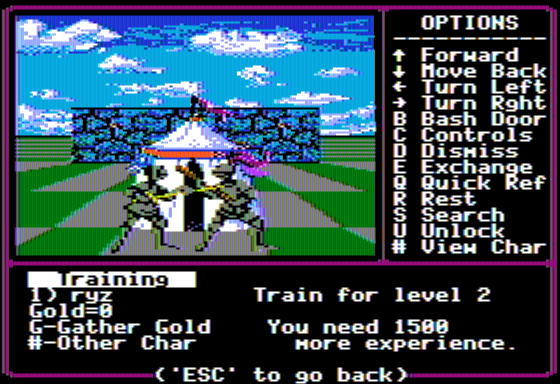 OPTIONS
------------
↑ Forward
↓ Move Back
← Turn Left
→ Turn Rght
B Bash Door
C Controls
D Dismiss
E Exchange
Q Quick Ref
R Rest
S Search
U Unlock
# View Char
Training
1) ryz Train for level 2
Gold=0
G-Gather Gold You need 1500
#-Other Char more experience.
('ESC' to go back)